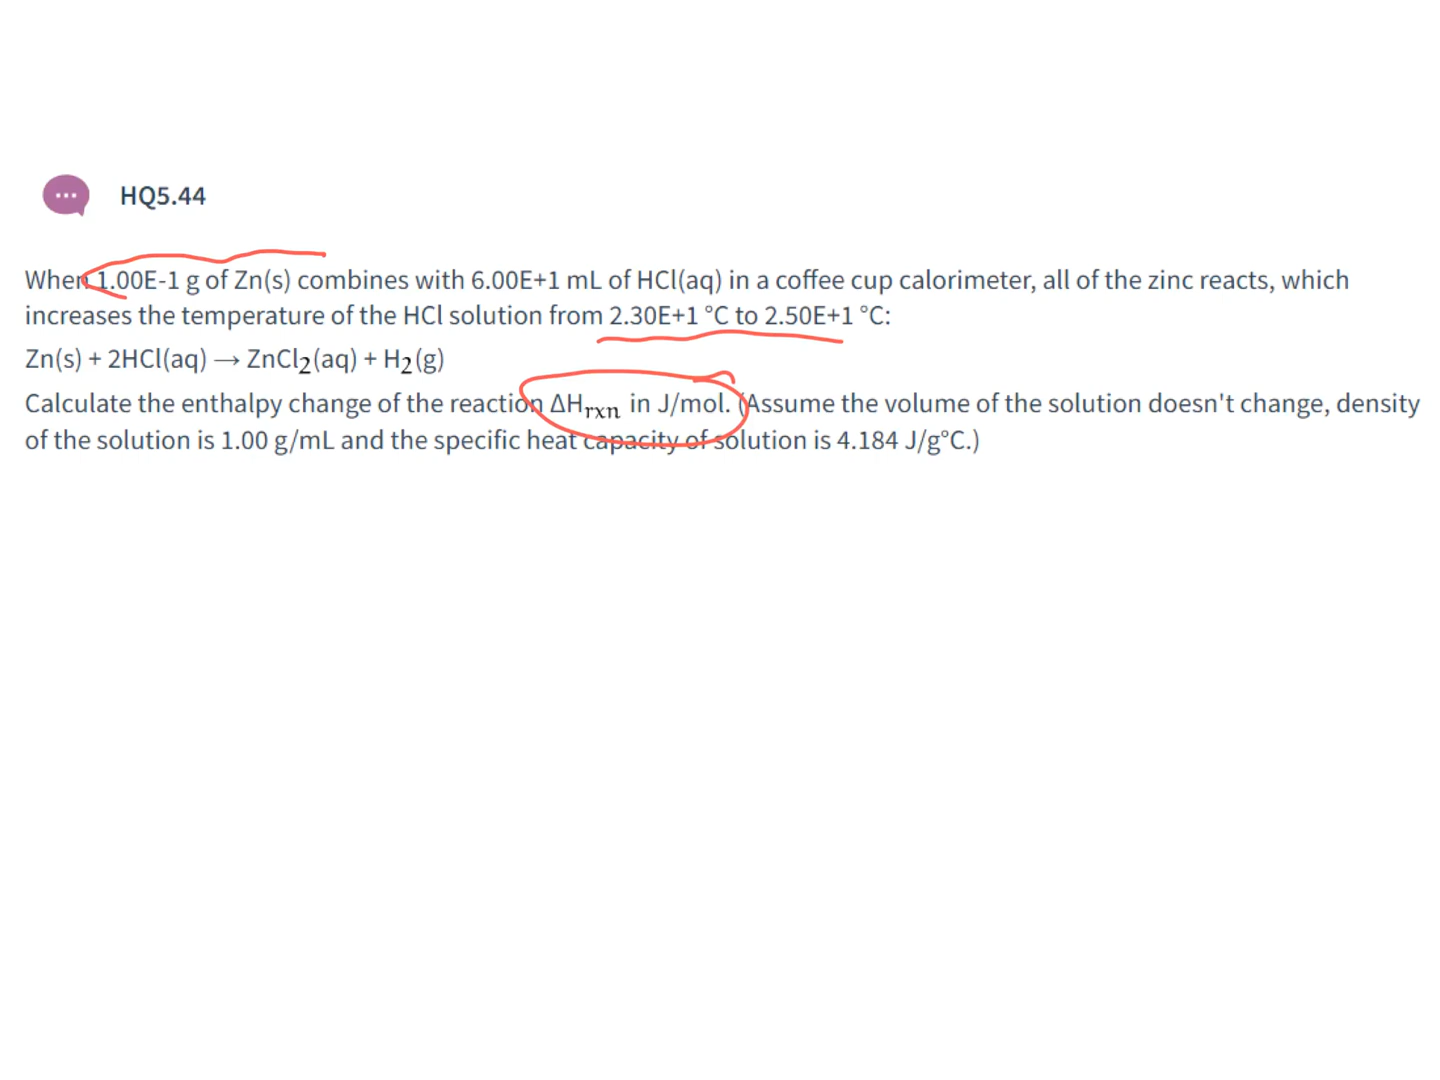 HQ5.44
When 1.00E-1 g of Zn(s) combines with 6.00E+1 mL of HCl(aq) in a coffee cup calorimeter, all of the zinc reacts, which
increases the temperature of the HCl solution from 2.30E+1 °C to 2.50E+1 °C:
Zn(s) + 2HCl(aq) → ZnCl₂(aq) + H₂(g)
Calculate the enthalpy change of the reaction ΔHrxn in J/mol. (Assume the volume of the solution doesn't change, density
of the solution is 1.00 g/mL and the specific heat capacity of solution is 4.184 J/g°C.)